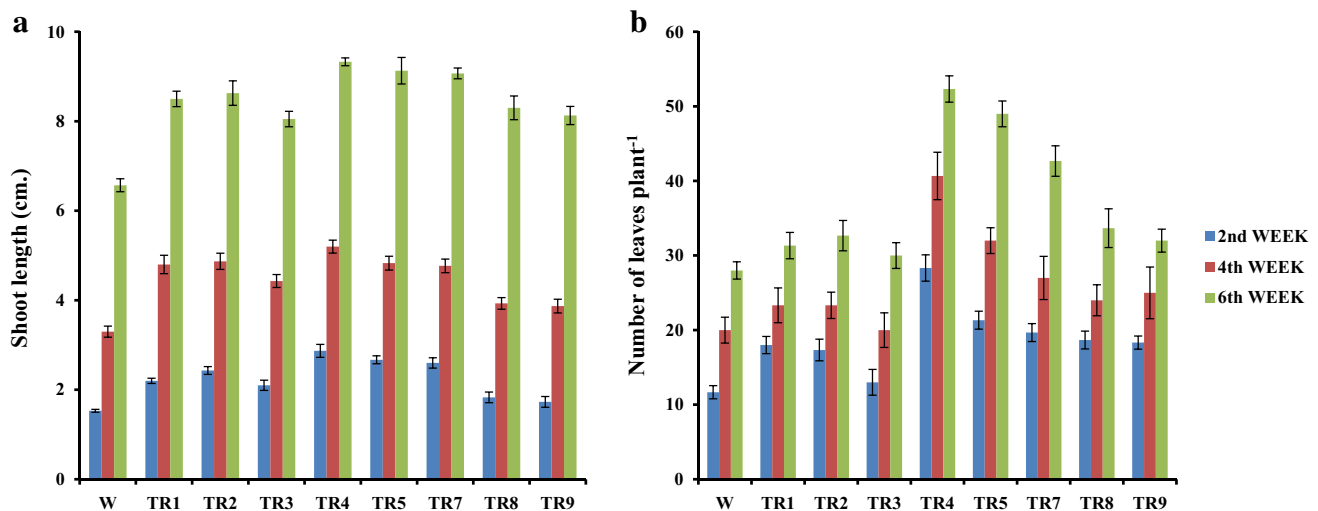 a
Shoot length (cm.)
10
8
6
4
2
0
W TR1 TR2 TR3 TR4 TR5 TR7 TR8 TR9
b
Number of leaves plant-1
60
50
40
30
20
10
0
W TR1 TR2 TR3 TR4 TR5 TR7 TR8 TR9
2nd WEEK
4th WEEK
6th WEEK